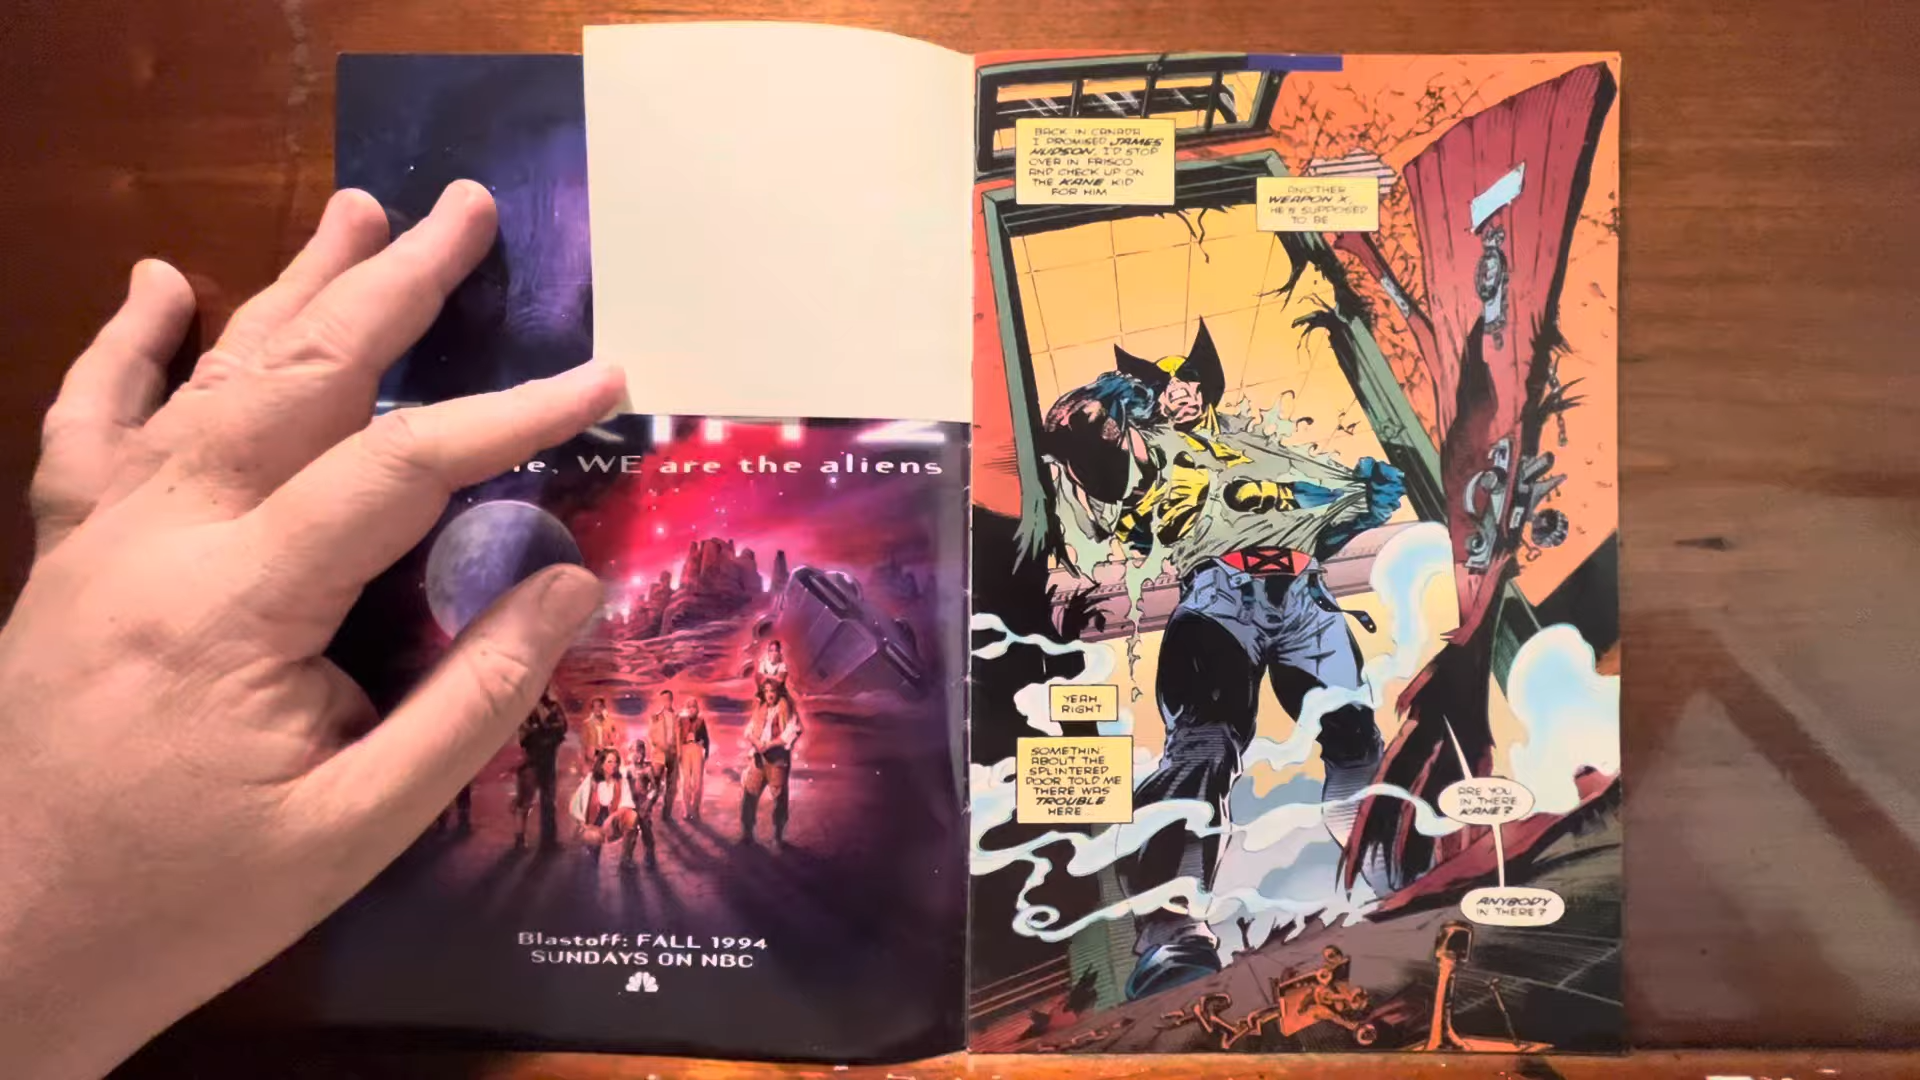 WE are the aliens
Blastoff: FALL 1994
SUNDAYS ON NBC
BACK IN CANADA
I PROMISED JAMES
HUDSON, I'D STOP
OVER IN FRISCO
AND CHECK UP ON
THE KANE KID
FOR HIM
ANOTHER
WEAPON X,
HE'S SUPPOSED
TO BE
YEAH
RIGHT
SOMETHIN'
ABOUT THE
SPLINTERED
DOOR TOLD ME
THERE WAS
TROUBLE
HERE...
ARE YOU
IN THERE,
KANE?
ANYBODY
IN THERE?